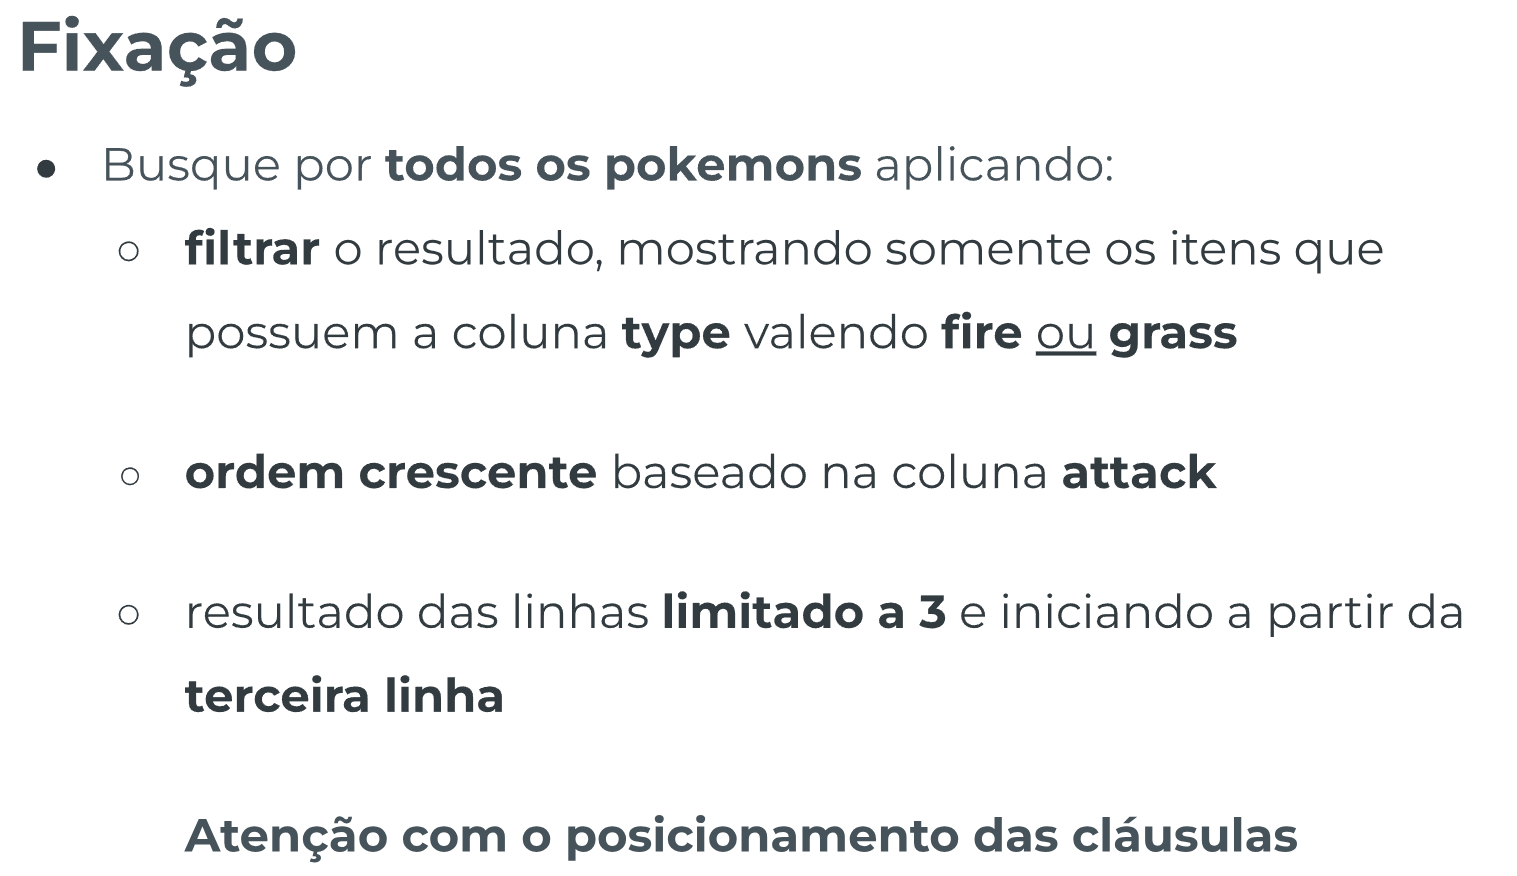 Fixação
● Busque por todos os pokemons aplicando:
○ filtrar o resultado, mostrando somente os itens que
possuem a coluna type valendo fire ou grass
○ ordem crescente baseado na coluna attack
○ resultado das linhas limitado a 3 e iniciando a partir da
terceira linha
Atenção com o posicionamento das cláusulas